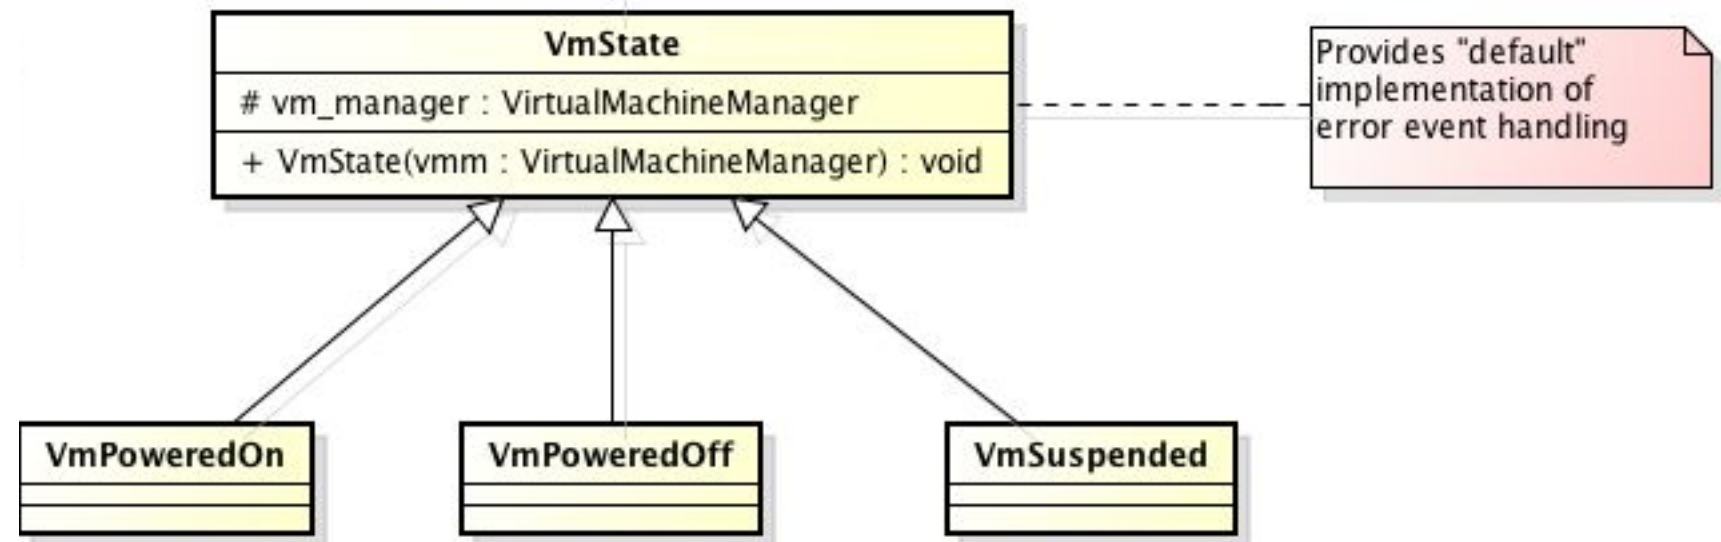 VmState
# vm_manager : VirtualMachineManager
+ VmState(vmm : VirtualMachineManager) : void
Provides "default"
implementation of
error event handling
VmPoweredOn
VmPoweredOff
VmSuspended